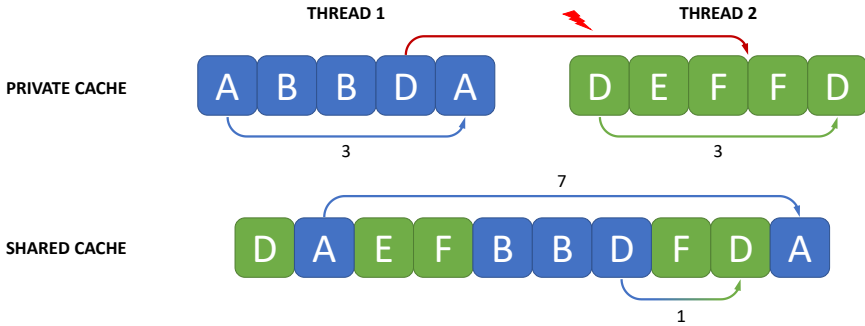 THREAD 1 THREAD 2
PRIVATE CACHE A B B D A D E F F D
3 3
7
SHARED CACHE D A E F B B D F D A
1